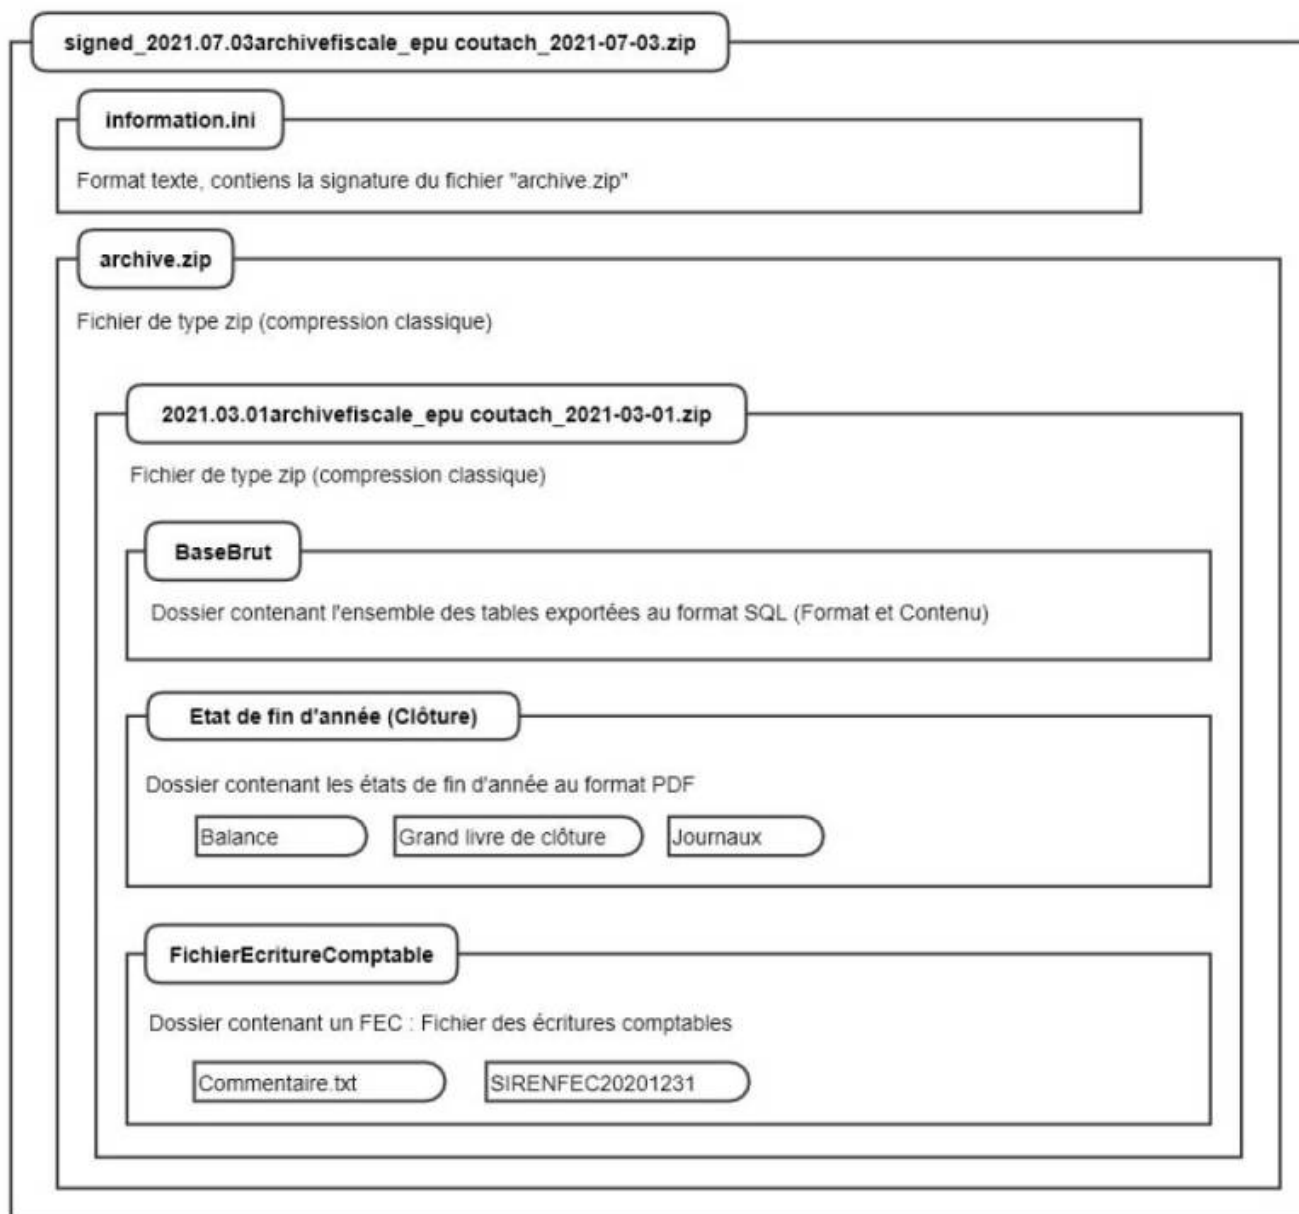 signed_2021.07.03archivefiscale_epu coutach_2021-07-03.zip
information.ini
Format texte, contiens la signature du fichier "archive.zip"
archive.zip
Fichier de type zip (compression classique)
2021.03.01archivefiscale_epu coutach_2021-03-01.zip
Fichier de type zip (compression classique)
BaseBrut
Dossier contenant l'ensemble des tables exportées au format SQL (Format et Contenu)
Etat de fin d'année (Clôture)
Dossier contenant les états de fin d'année au format PDF
Balance Grand livre de clôture Journaux
FichierEcritureComptable
Dossier contenant un FEC : Fichier des écritures comptables
Commentaire.txt SIRENFEC20201231